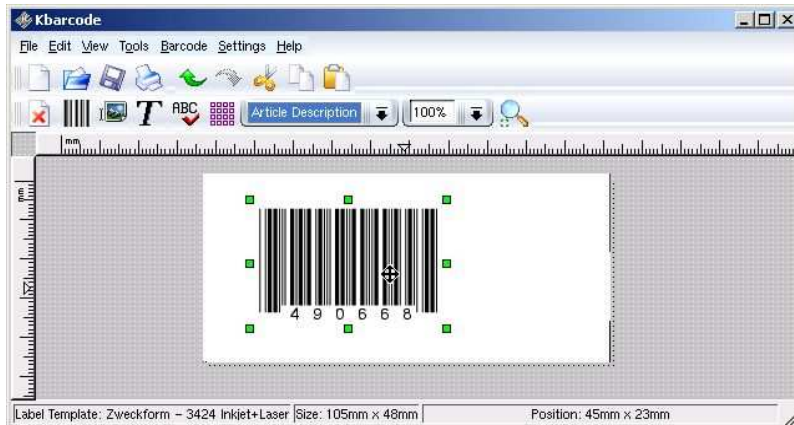 Kbarcode
File Edit View Tools Barcode Settings Help
ABC Article Description 100%
mm
4 9 0 6 6 8
Label Template: Zweckform - 3424 Inkjet+Laser Size: 105mm x 48mm Position: 45mm x 23mm